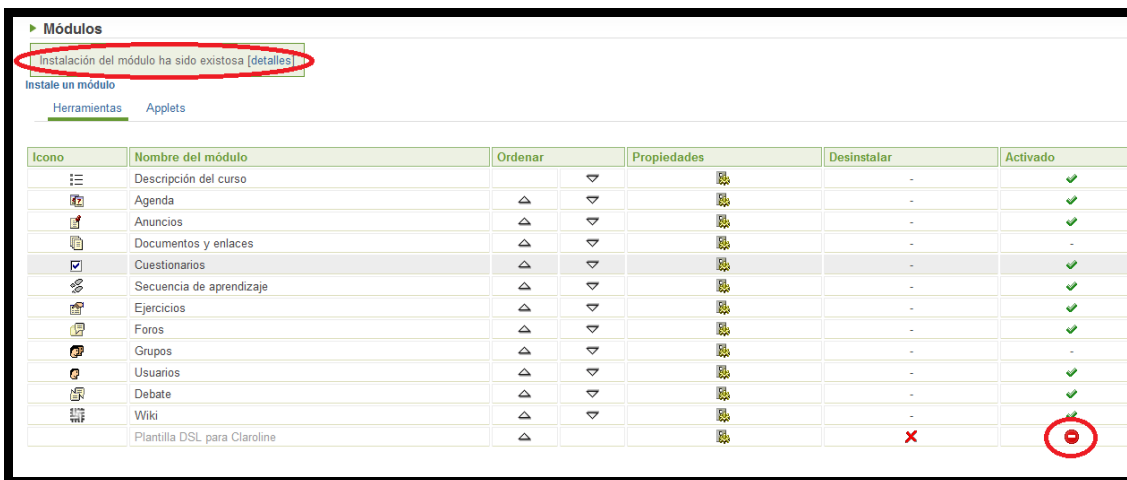 Módulos
Instalación del módulo ha sido existosa [detalles]
Instale un módulo
Herramientas Applets
Icono Nombre del módulo Ordenar Propiedades Desinstalar Activado
Descripción del curso -
Agenda -
Anuncios -
Documentos y enlaces - -
Cuestionarios -
Secuencia de aprendizaje -
Ejercicios -
Foros -
Grupos - -
Usuarios -
Debate -
Wiki -
Plantilla DSL para Claroline